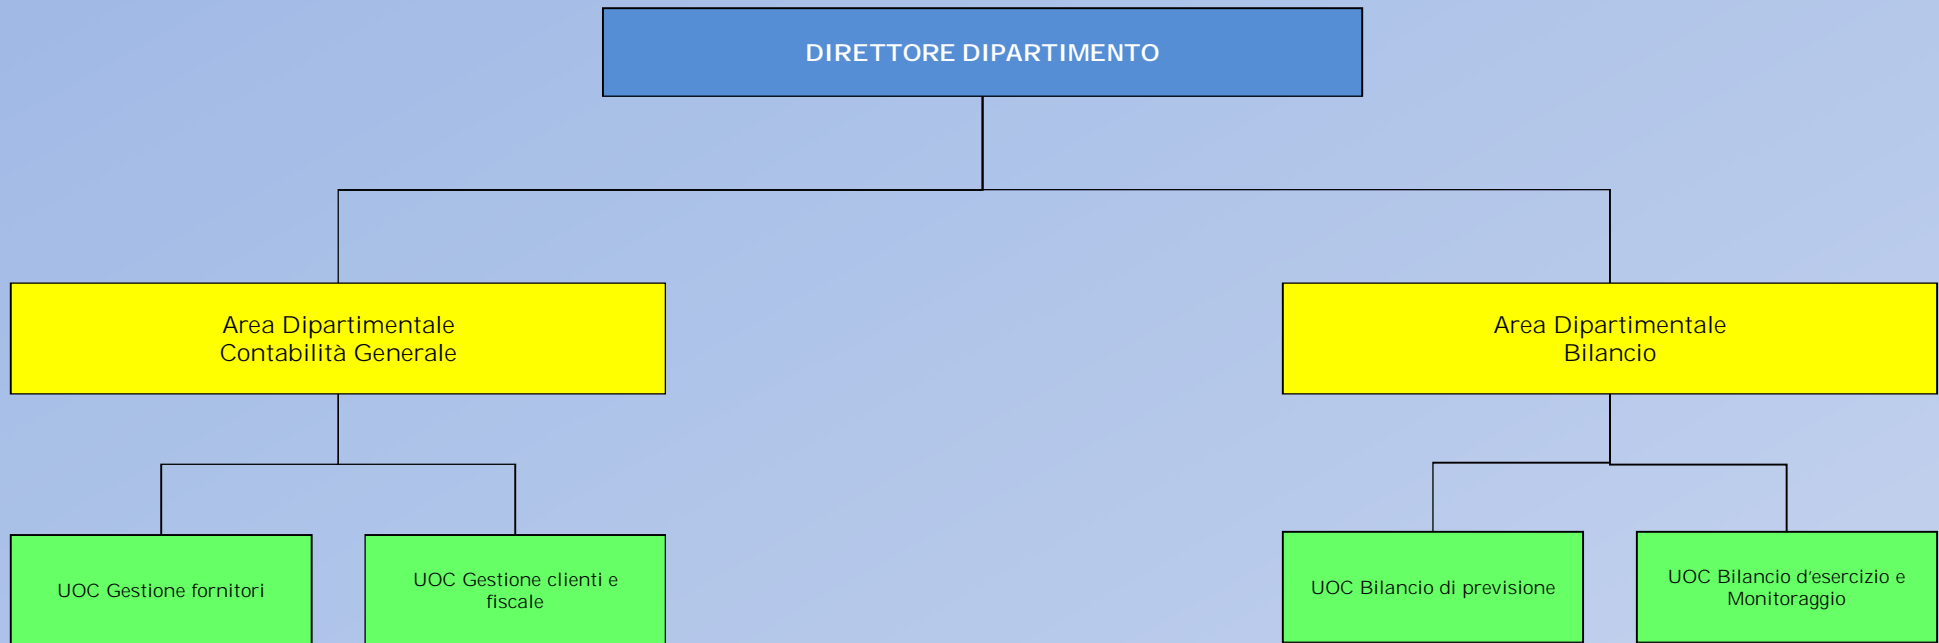 DIRETTORE DIPARTIMENTO
Area Dipartimentale
Contabilità Generale
Area Dipartimentale
Bilancio
UOC Gestione fornitori
UOC Gestione clienti e
fiscale
UOC Bilancio di previsione
UOC Bilancio d’esercizio e
Monitoraggio